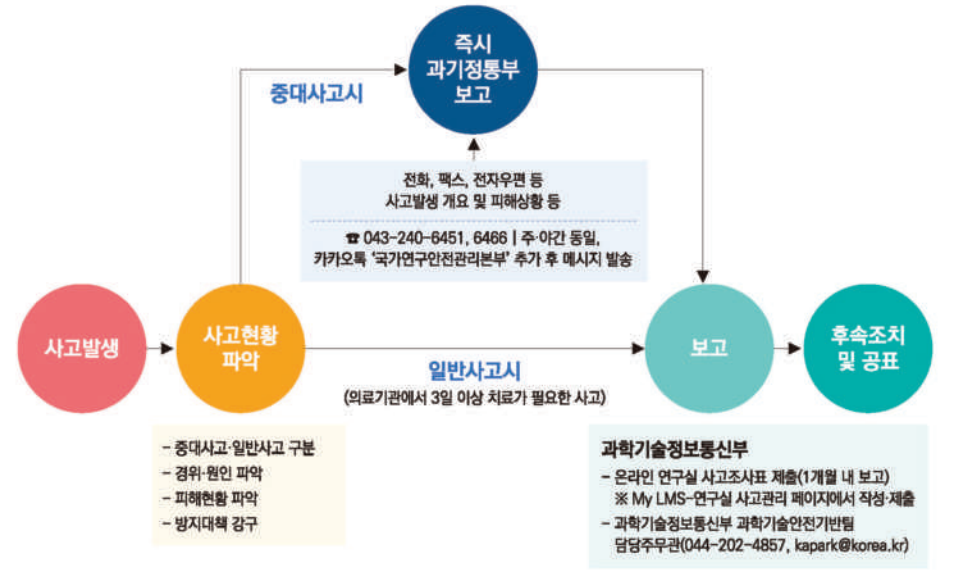 즉시
과기정통부
보고
중대사고시
전화, 팩스, 전자우편 등
사고발생 개요 및 피해상황 등
☎ 043-240-6451, 6466 | 주·야간 동일,
카카오톡 ‘국가연구안전관리본부’ 추가 후 메시지 발송
사고발생
사고현황
파악
일반사고시
(의료기관에서 3일 이상 치료가 필요한 사고)
보고
후속조치
및 공표
- 중대사고·일반사고 구분
- 경위·원인 파악
- 피해현황 파악
- 방지대책 강구
과학기술정보통신부
- 온라인 연구실 사고조사표 제출(1개월 내 보고)
※ My LMS-연구실 사고관리 페이지에서 작성·제출
- 과학기술정보통신부 과학기술안전기반팀
담당주무관(044-202-4857, kapark@korea.kr)